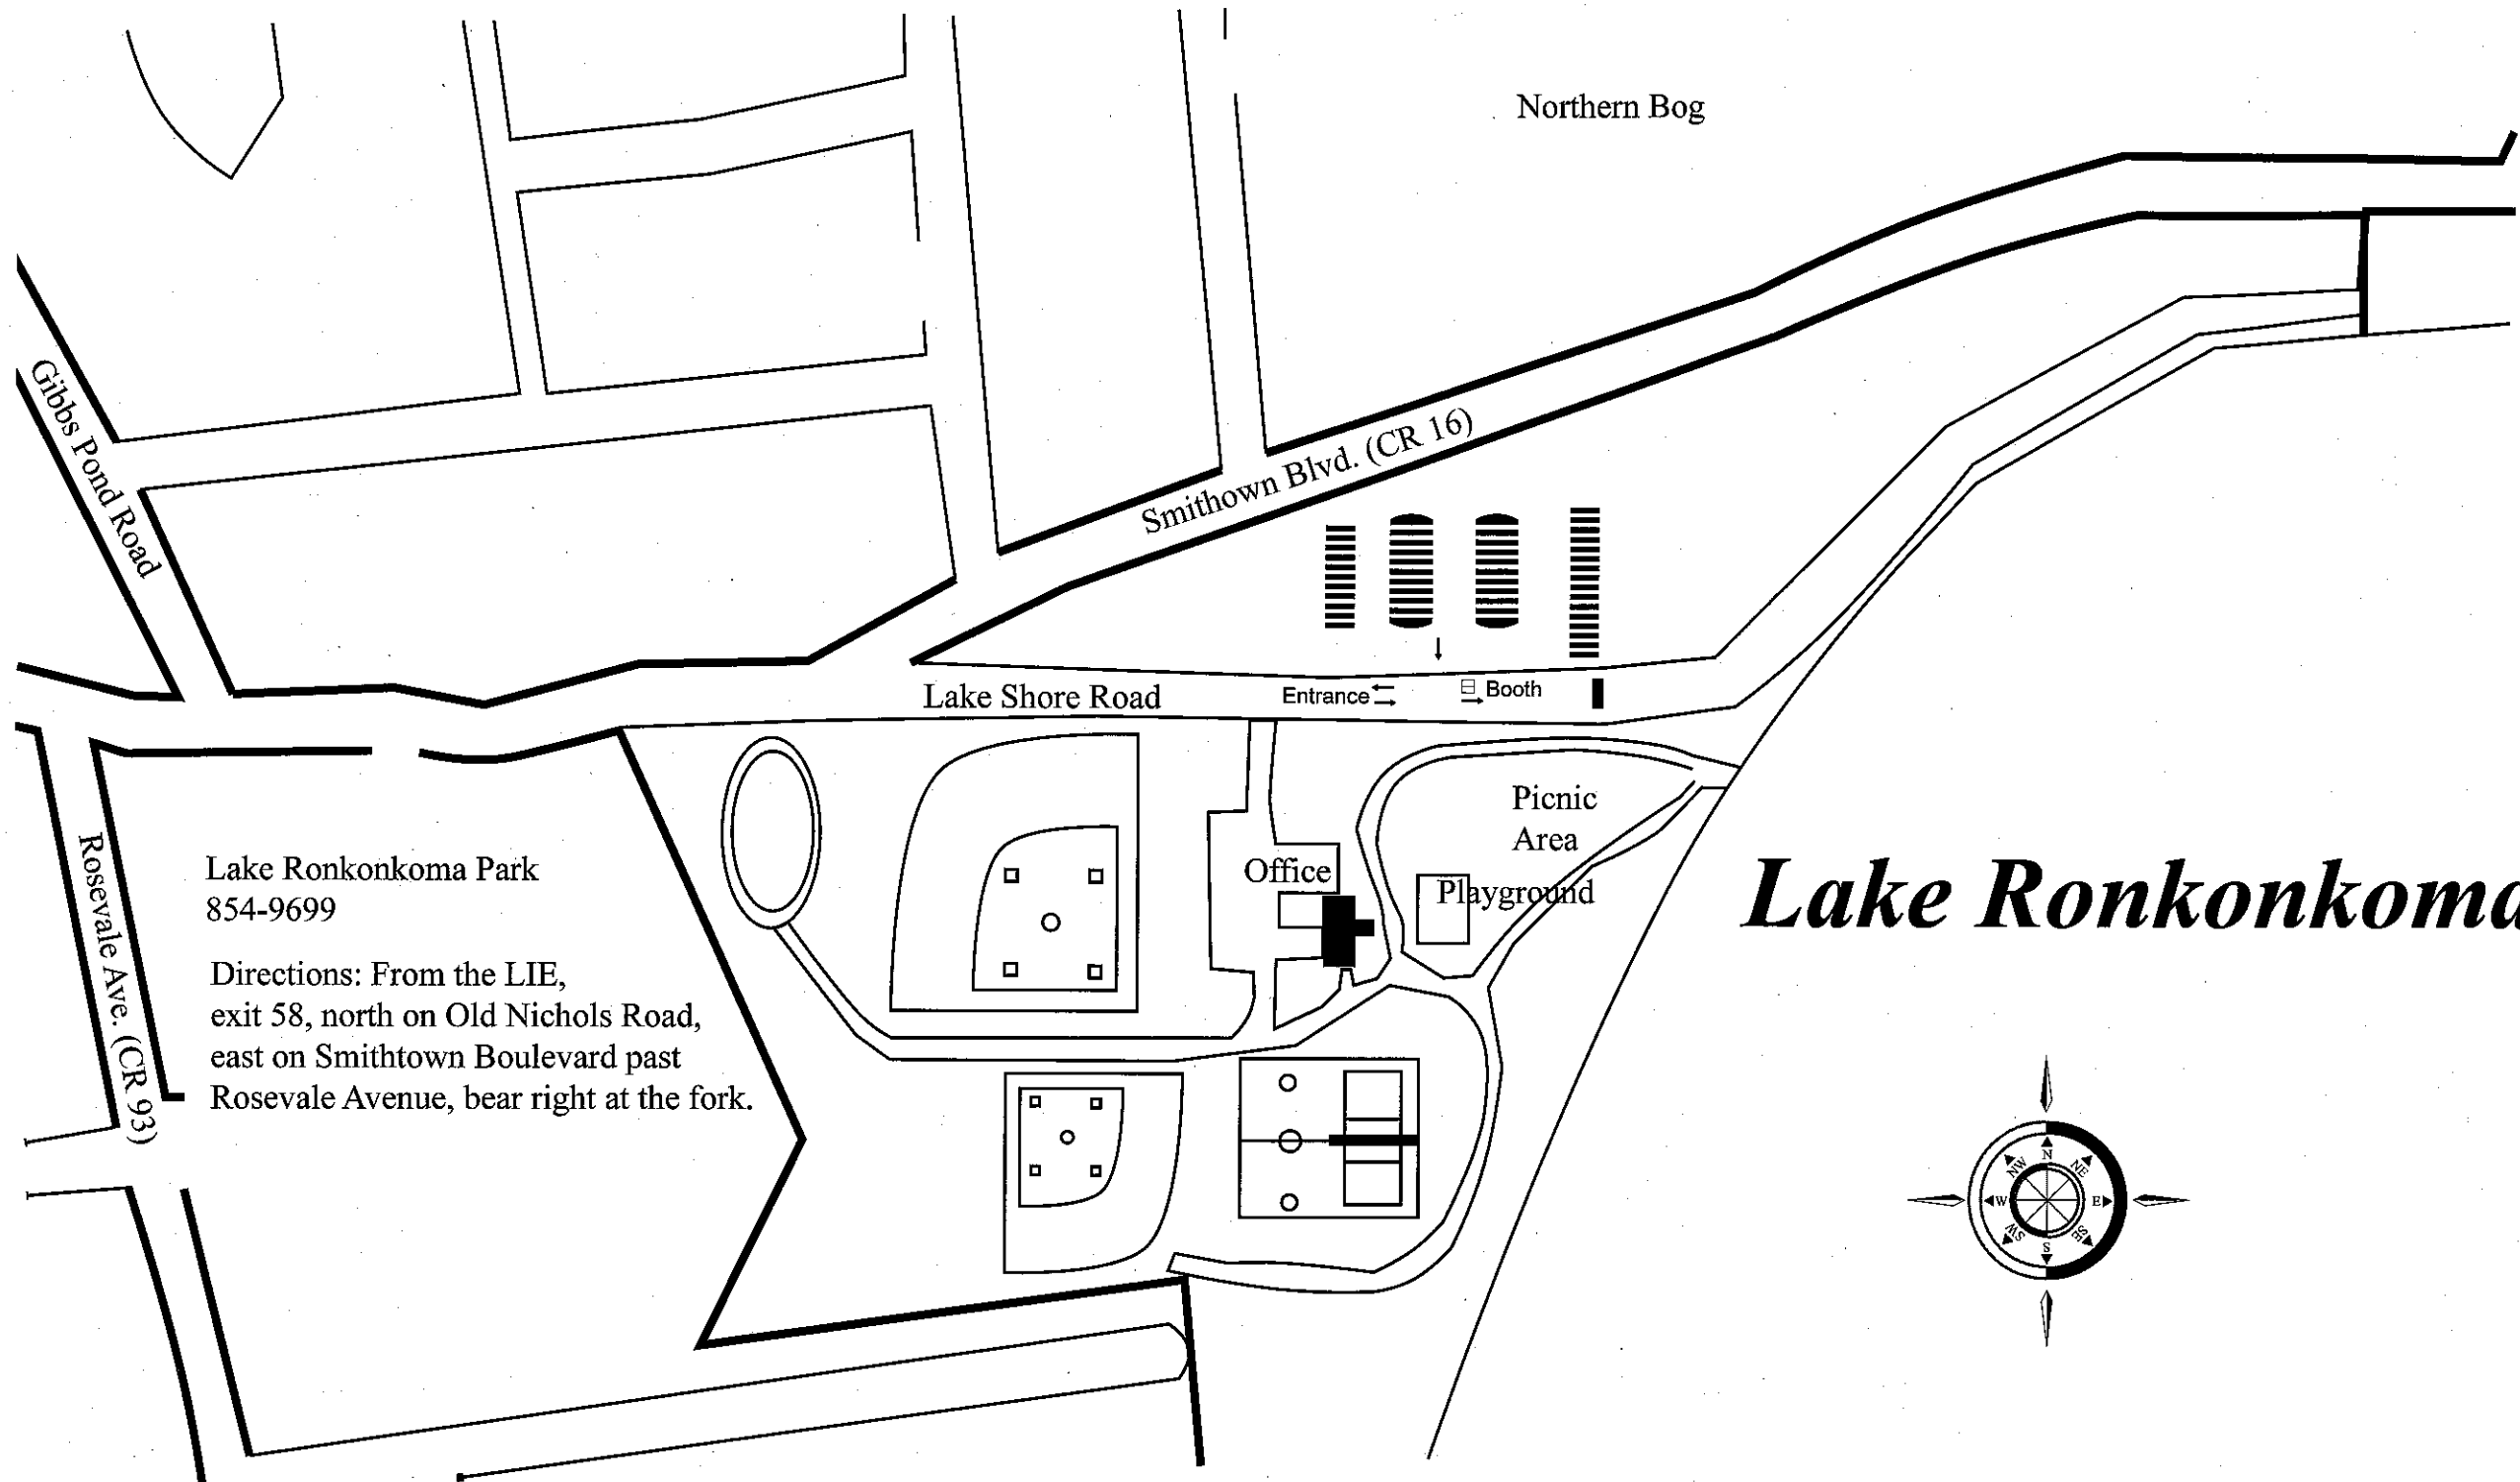 Northern Bog
Gibbs Pond Road
Smithown Blvd. (CR 16)
Lake Shore Road
Entrance
Booth
Rosevale Ave. (CR 93)
Lake Ronkonkoma Park
854-9699
Directions: From the LIE,
exit 58, north on Old Nichols Road,
east on Smithtown Boulevard past
Rosevale Avenue, bear right at the fork.
Office
Picnic
Area
Playground
Lake Ronkonkoma
N
NE
E
SE
S
SW
W
NW